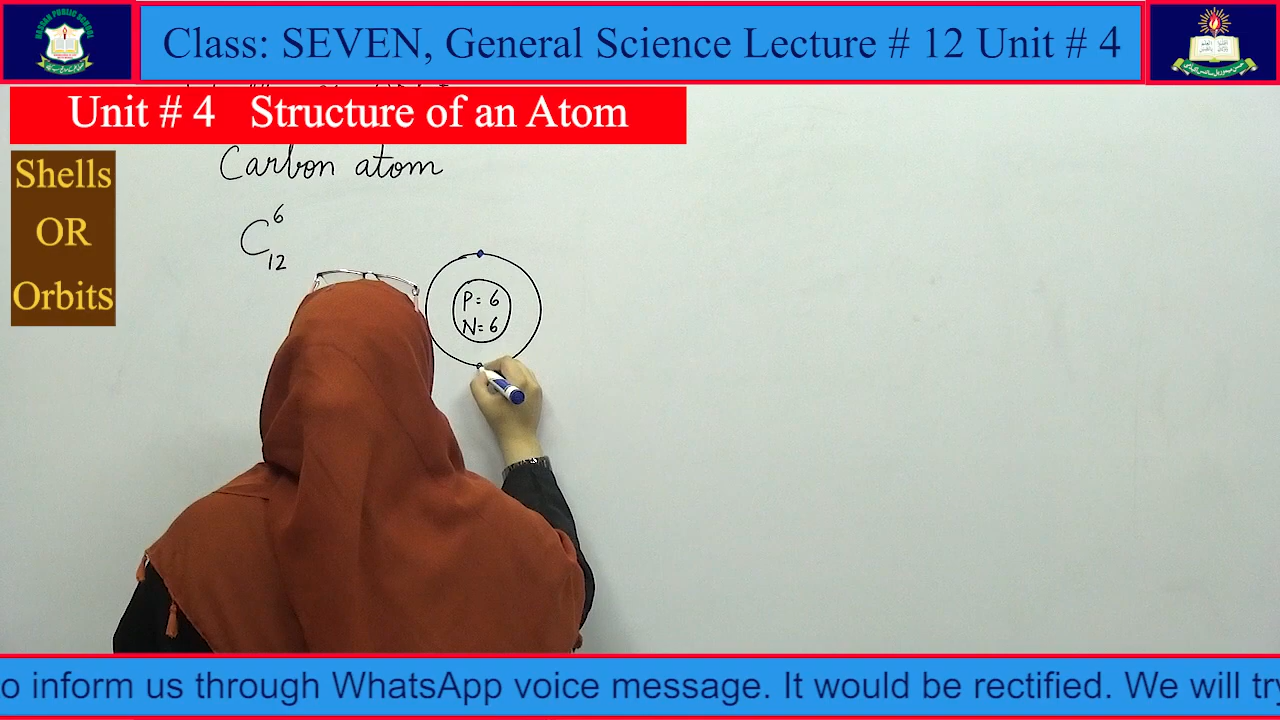 Class: SEVEN, General Science Lecture # 12 Unit # 4
Unit # 4 Structure of an Atom
Shells
OR
Orbits
Carbon atom
C 6
12
P= 6
N= 6
o inform us through WhatsApp voice message. It would be rectified. We will try